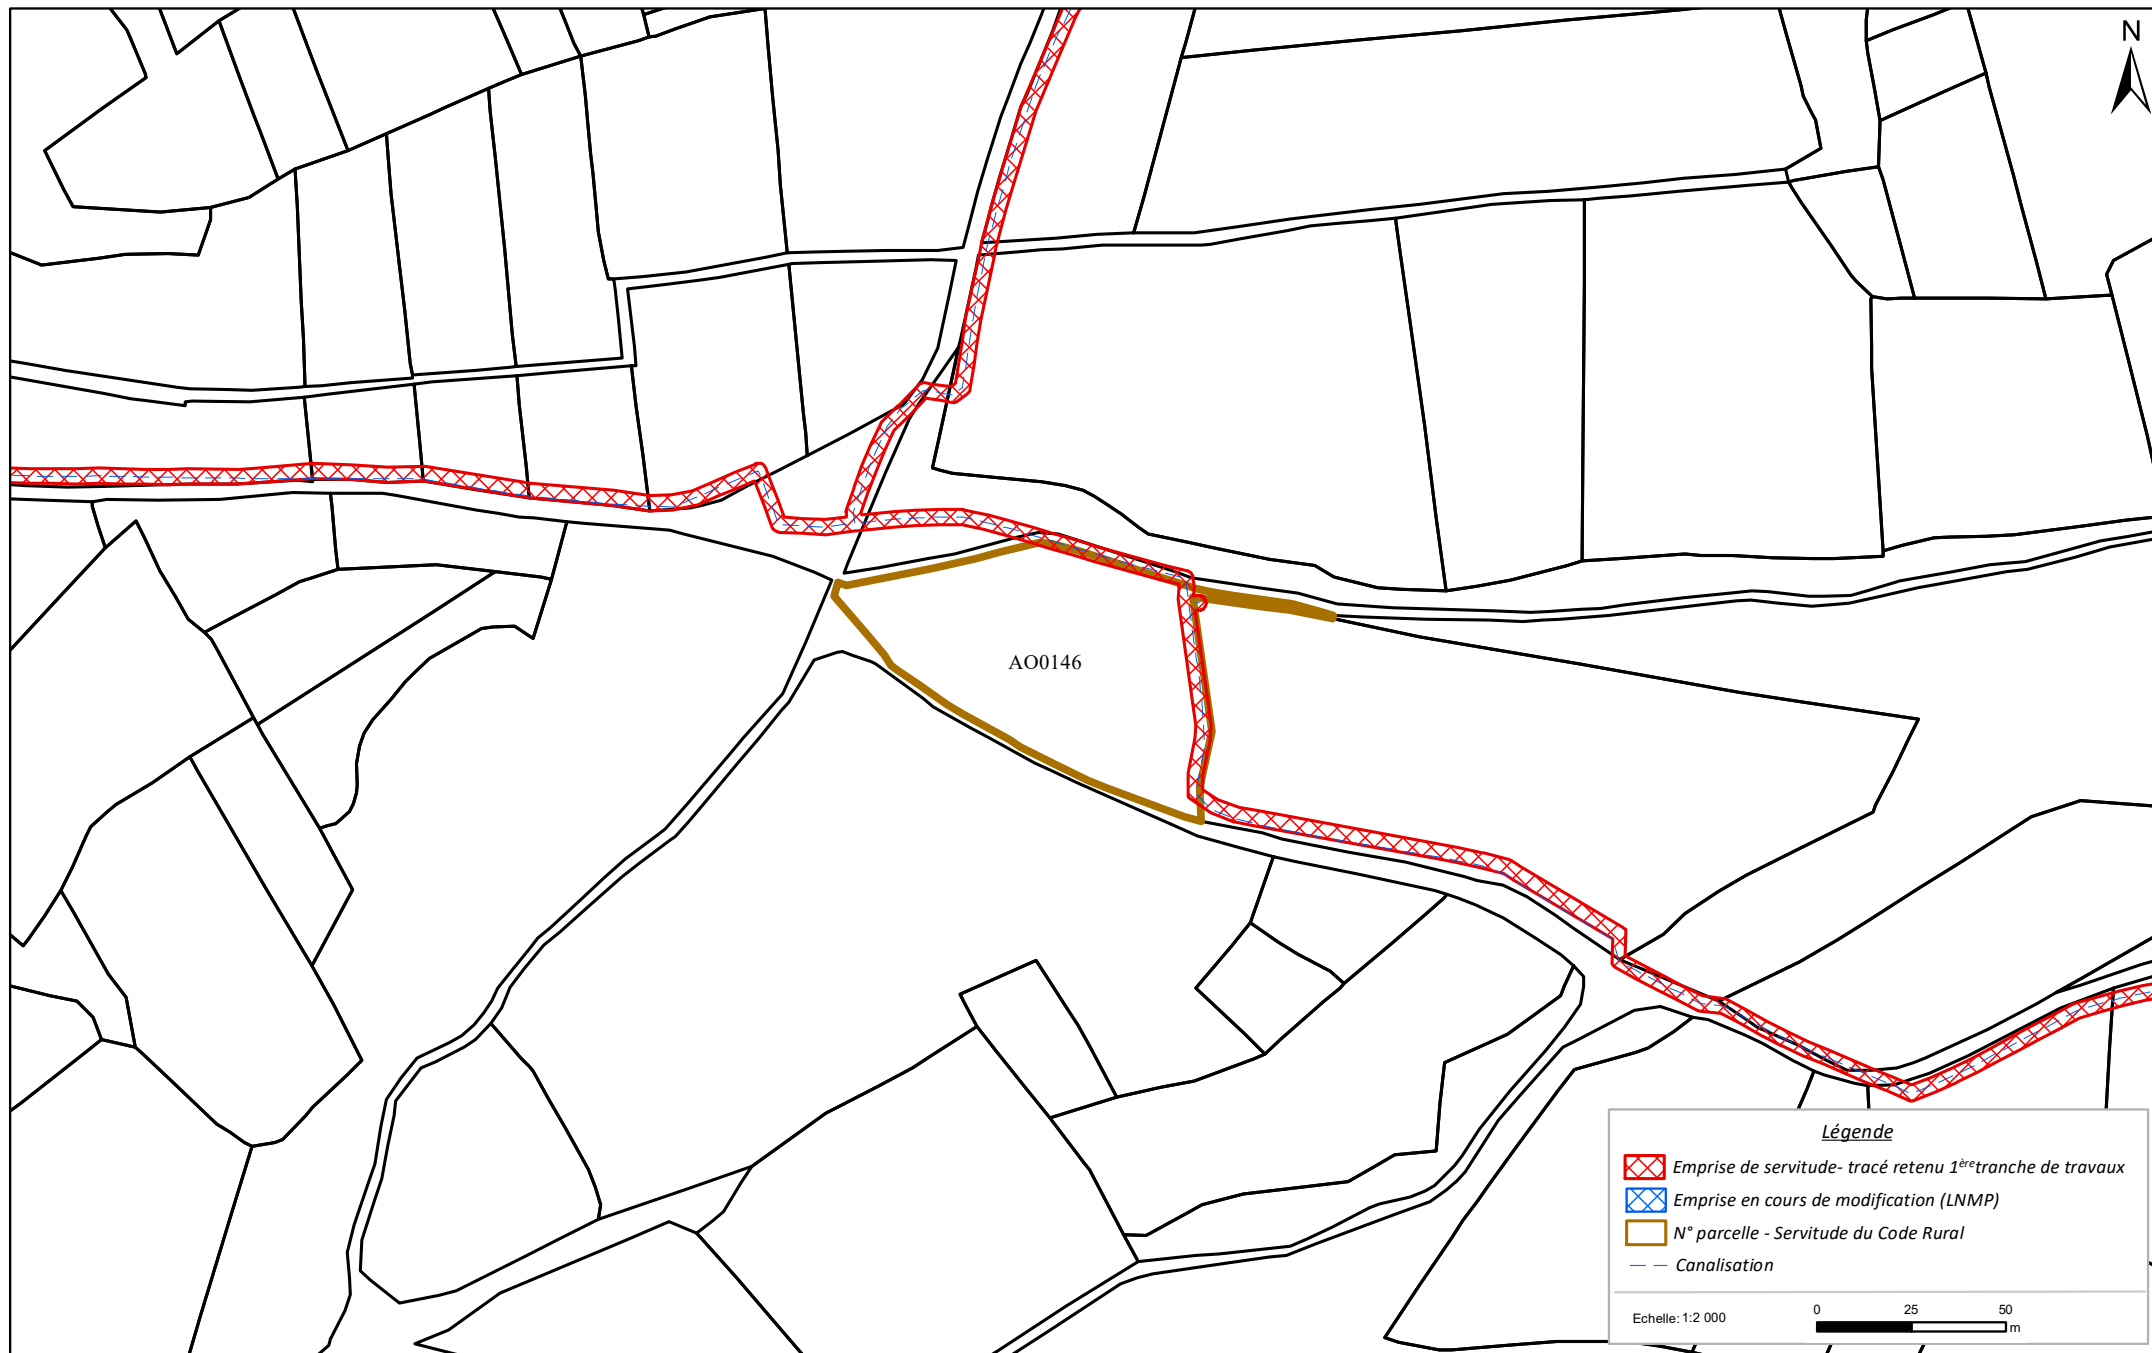 N
AO0146
Légende
Emprise de servitude- tracé retenu 1ère tranche de travaux
Emprise en cours de modification (LNMP)
N° parcelle - Servitude du Code Rural
Canalisation
Echelle: 1:2 000
0 25 50
m